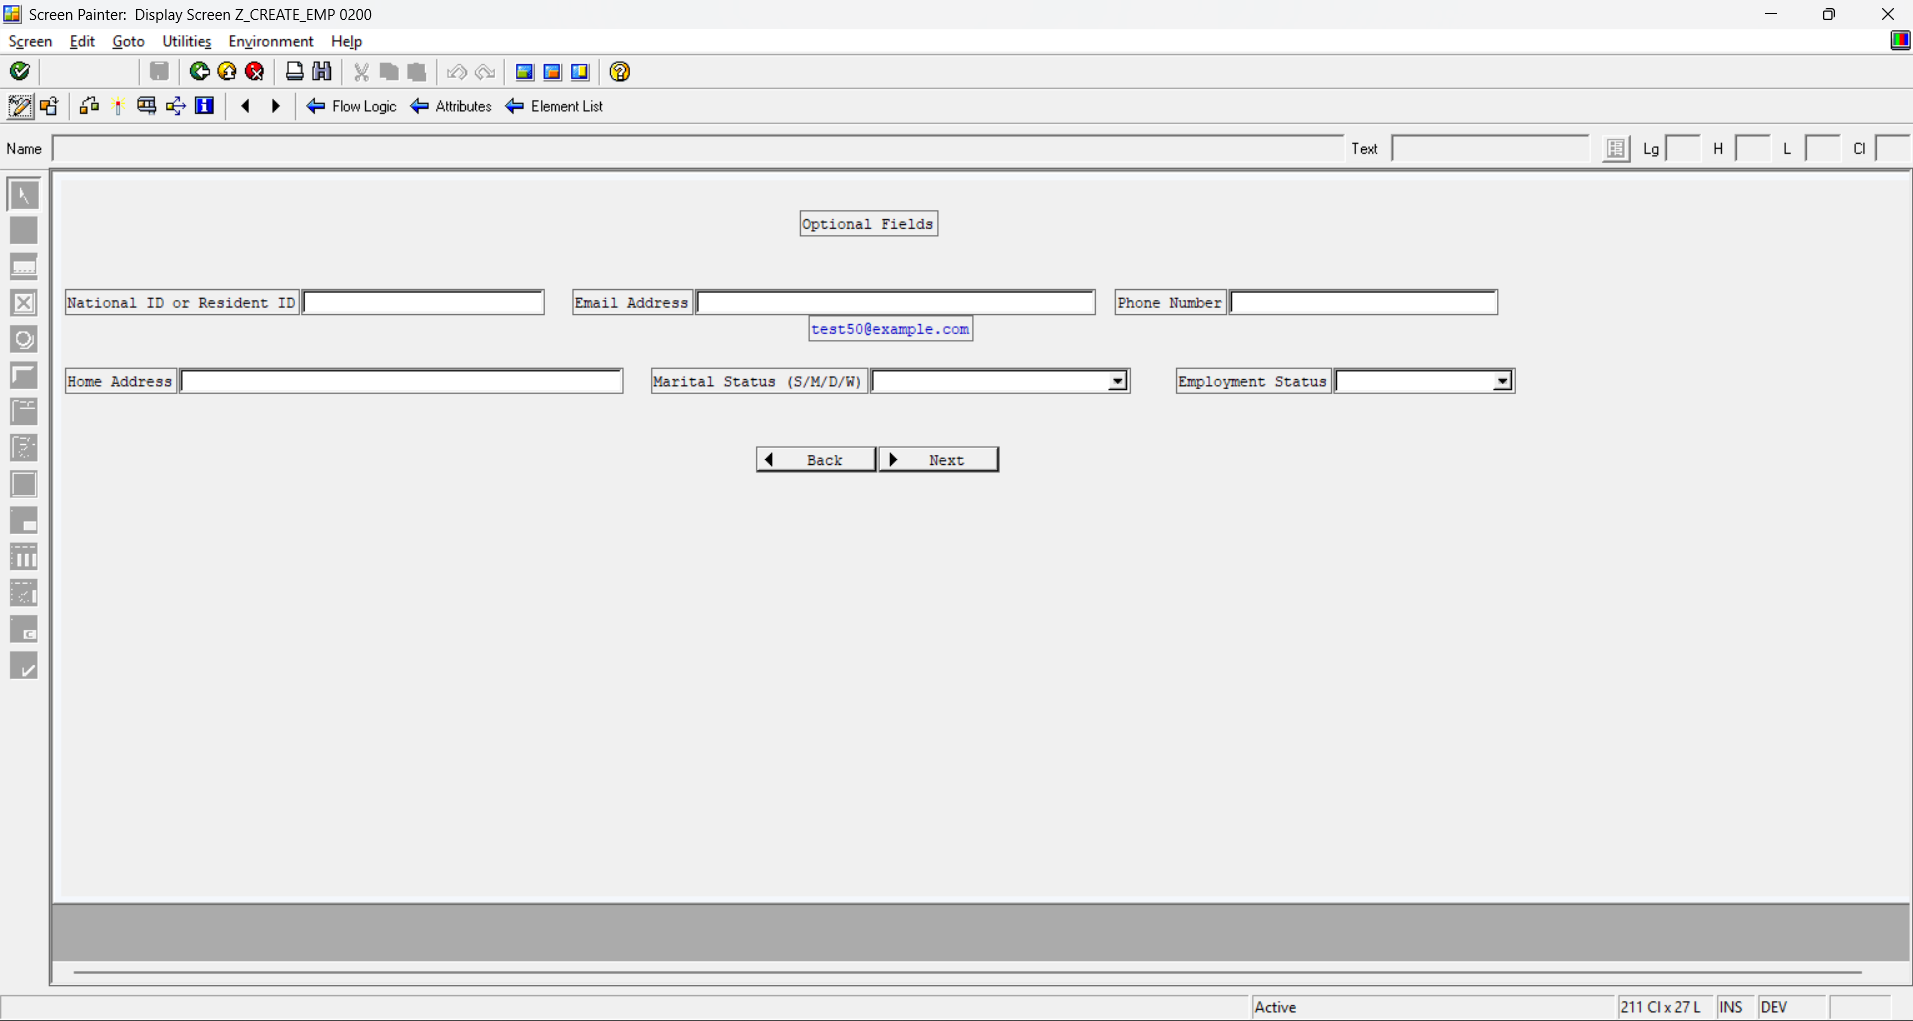 Screen Painter: Display Screen Z_CREATE_EMP 0200
Screen Edit Goto Utilities Environment Help
Flow Logic Attributes Element List
Name Text Lg H L Cl
Optional Fields
National ID or Resident ID Email Address Phone Number
test50@example.com
Home Address Marital Status (S/M/D/W) Employment Status
Back Next
Active 211 Cl x 27 L INS DEV